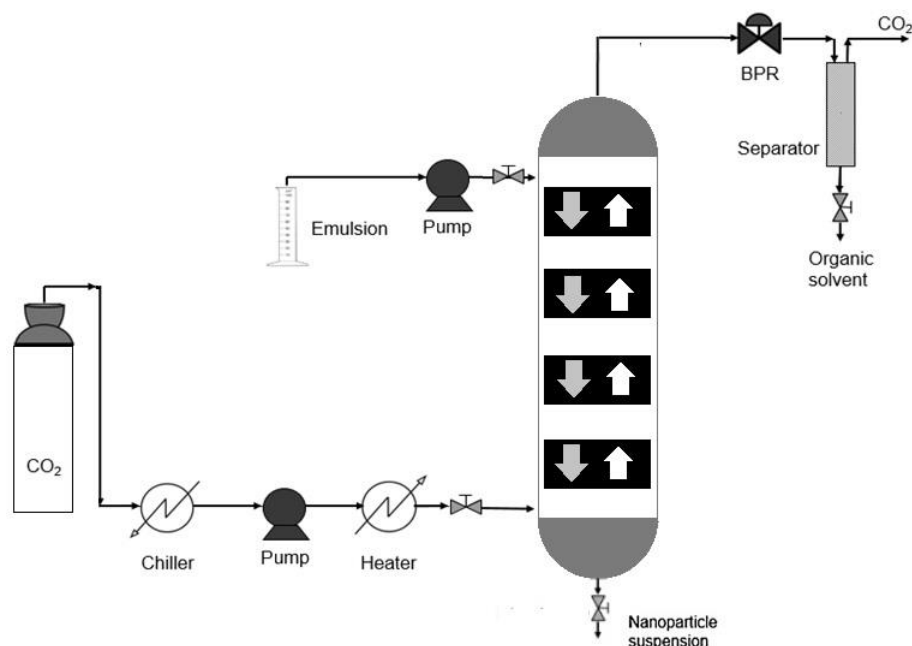 CO₂
BPR
Separator
Emulsion
Pump
Organic
solvent
CO₂
Chiller
Pump
Heater
Nanoparticle
suspension